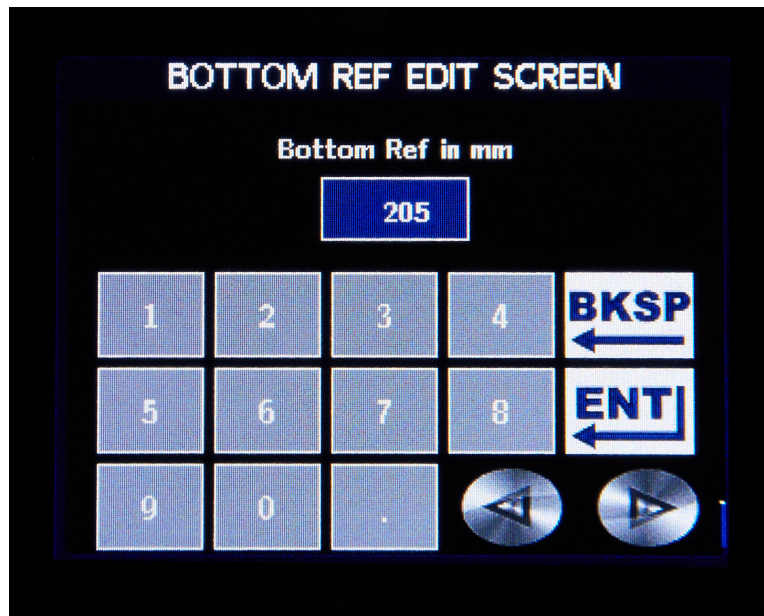 BOTTOM REF EDIT SCREEN
Bottom Ref in mm
205
1 2 3 4 BKSP
5 6 7 8 ENT
9 0 .